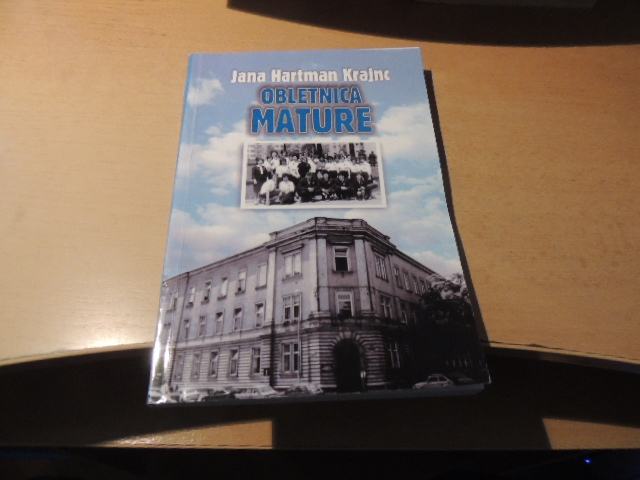 Jana Hartman Krajnc
OBLETNICA
MATURE